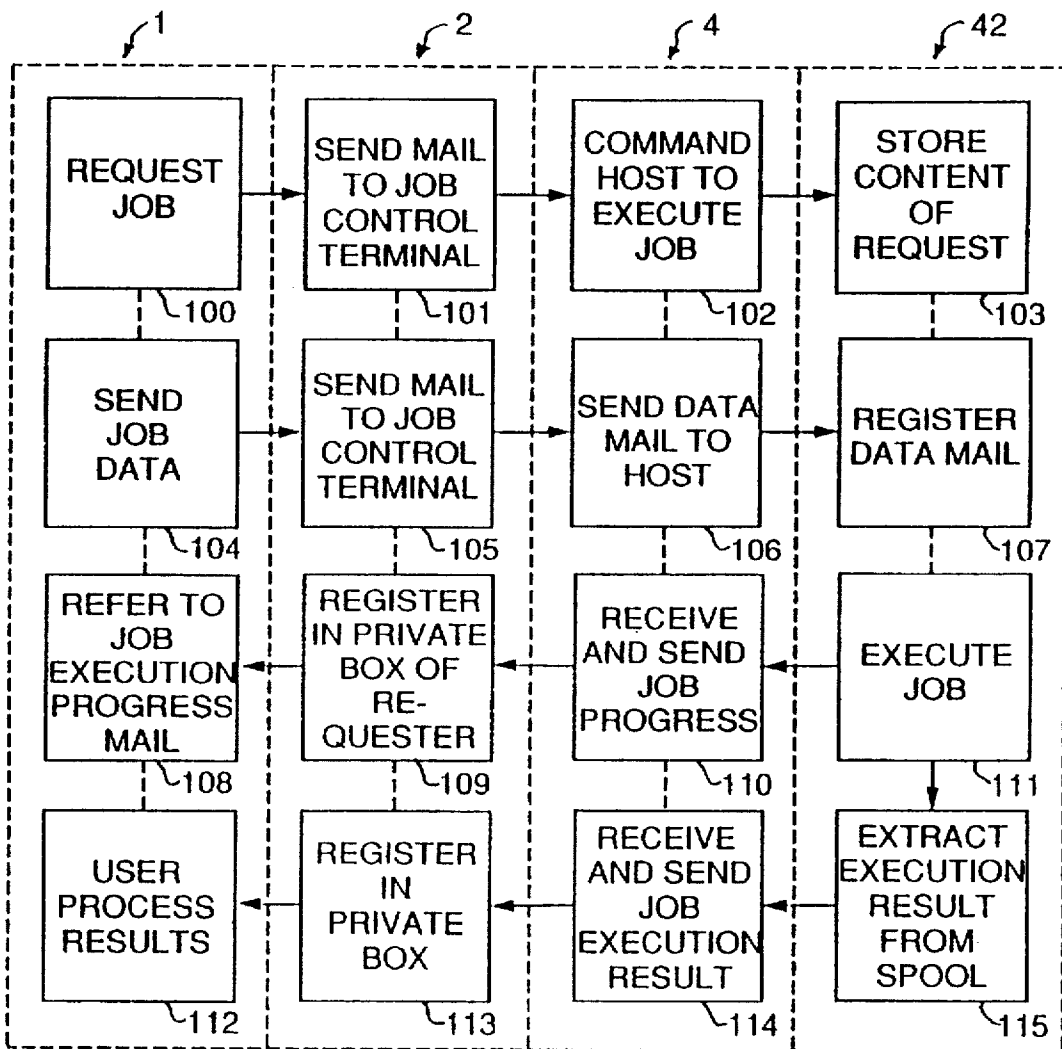 1
2
4
42
REQUEST
JOB
100
SEND MAIL
TO JOB
CONTROL
TERMINAL
101
COMMAND
HOST TO
EXECUTE
JOB
102
STORE
CONTENT
OF
REQUEST
103
SEND
JOB
DATA
104
SEND MAIL
TO JOB
CONTROL
TERMINAL
105
SEND DATA
MAIL TO
HOST
106
REGISTER
DATA MAIL
107
REFER TO
JOB
EXECUTION
PROGRESS
MAIL
108
REGISTER
IN PRIVATE
BOX OF
RE-
QUESTER
109
RECEIVE
AND SEND
JOB
PROGRESS
110
EXECUTE
JOB
111
USER
PROCESS
RESULTS
112
REGISTER
IN
PRIVATE
BOX
113
RECEIVE
AND SEND
JOB
EXECUTION
RESULT
114
EXTRACT
EXECUTION
RESULT
FROM
SPOOL
115